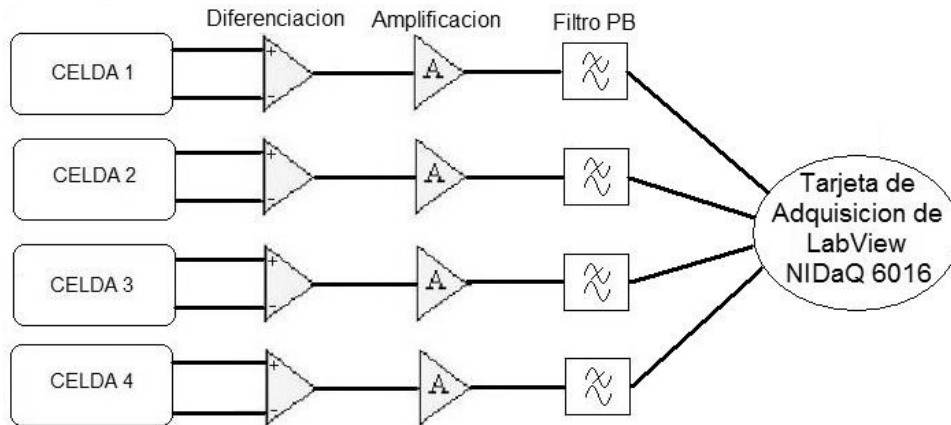 Diferenciacion
Amplificacion
Filtro PB
CELDA 1
+
-
A
CELDA 2
+
-
A
CELDA 3
+
-
A
CELDA 4
+
-
A
Tarjeta de
Adquisicion de
LabView
NIDaQ 6016